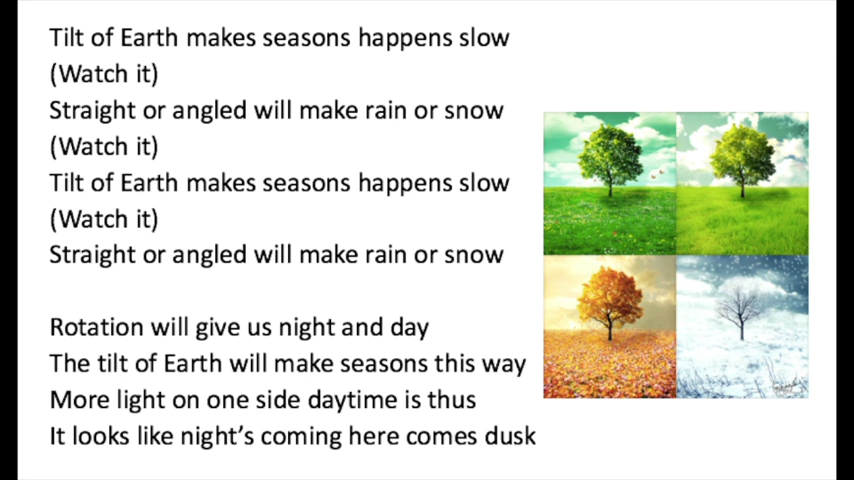 Tilt of Earth makes seasons happens slow
(Watch it)
Straight or angled will make rain or snow
(Watch it)
Tilt of Earth makes seasons happens slow
(Watch it)
Straight or angled will make rain or snow
Rotation will give us night and day
The tilt of Earth will make seasons this way
More light on one side daytime is thus
It looks like night’s coming here comes dusk